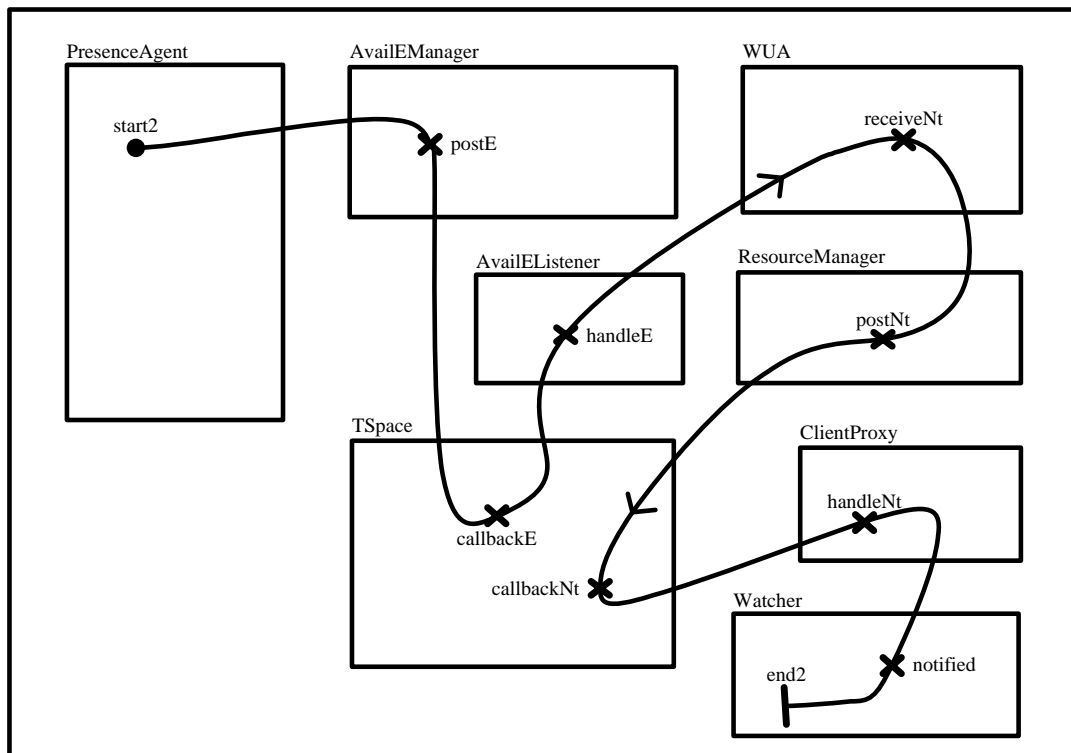 PresenceAgent
AvailEManager
WUA
start2
postE
receiveNt
AvailEListener
ResourceManager
handleE
postNt
TSpace
ClientProxy
handleNt
callbackE
callbackNt
Watcher
notified
end2